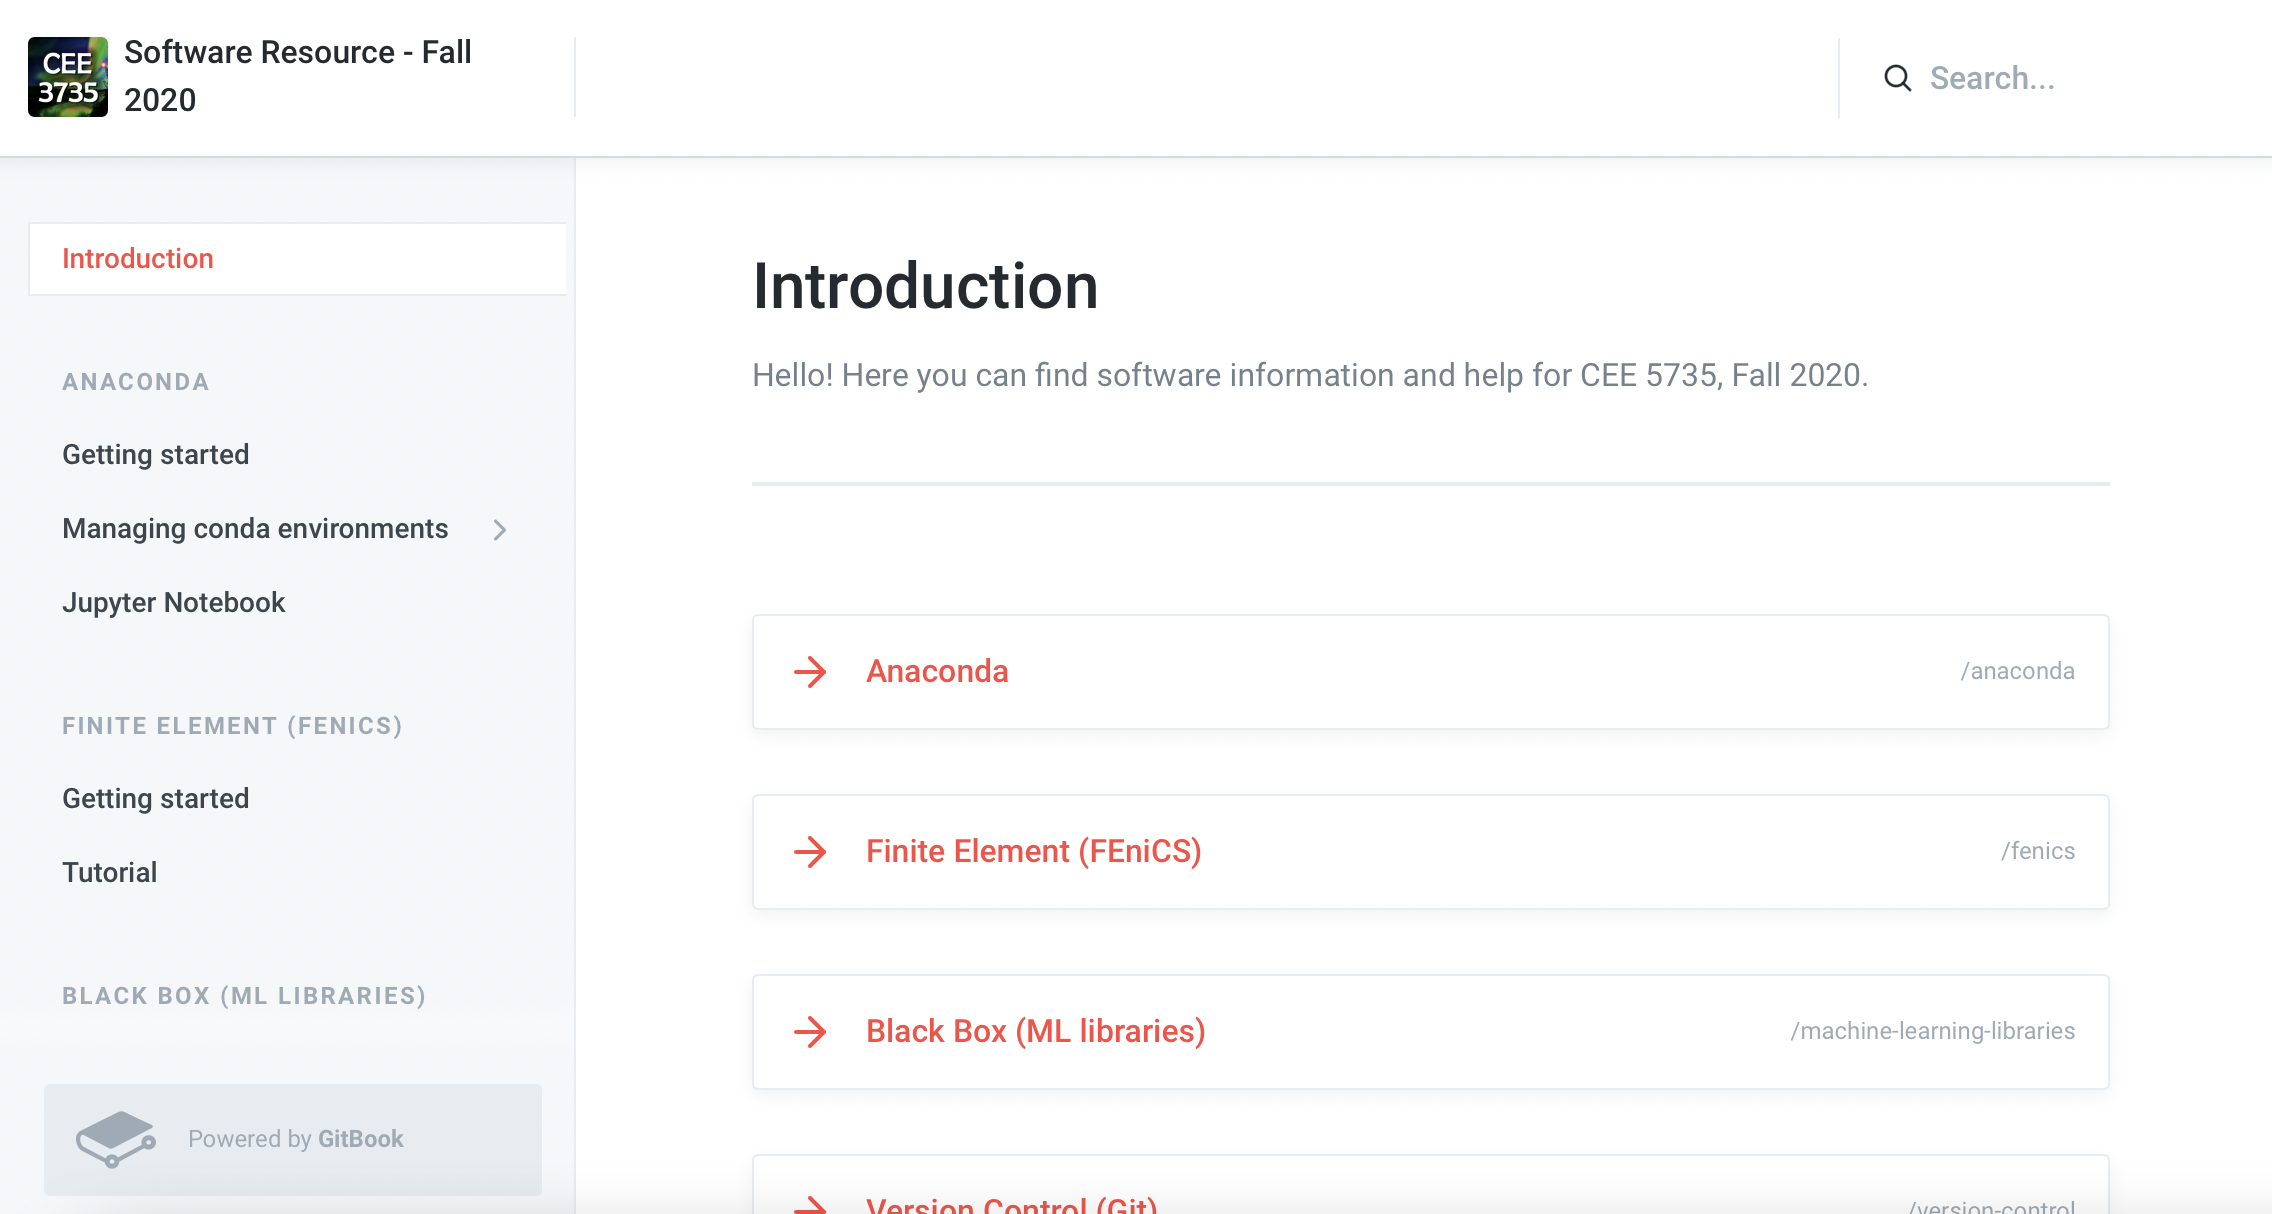 CEE
3735
Software Resource - Fall
2020
Search...
Introduction
ANACONDA
Getting started
Managing conda environments
Jupyter Notebook
FINITE ELEMENT (FENICS)
Getting started
Tutorial
BLACK BOX (ML LIBRARIES)
Powered by GitBook
Introduction
Hello! Here you can find software information and help for CEE 5735, Fall 2020.
Anaconda /anaconda
Finite Element (FEniCS) /fenics
Black Box (ML libraries) /machine-learning-libraries
Version Control (Git) /version-control